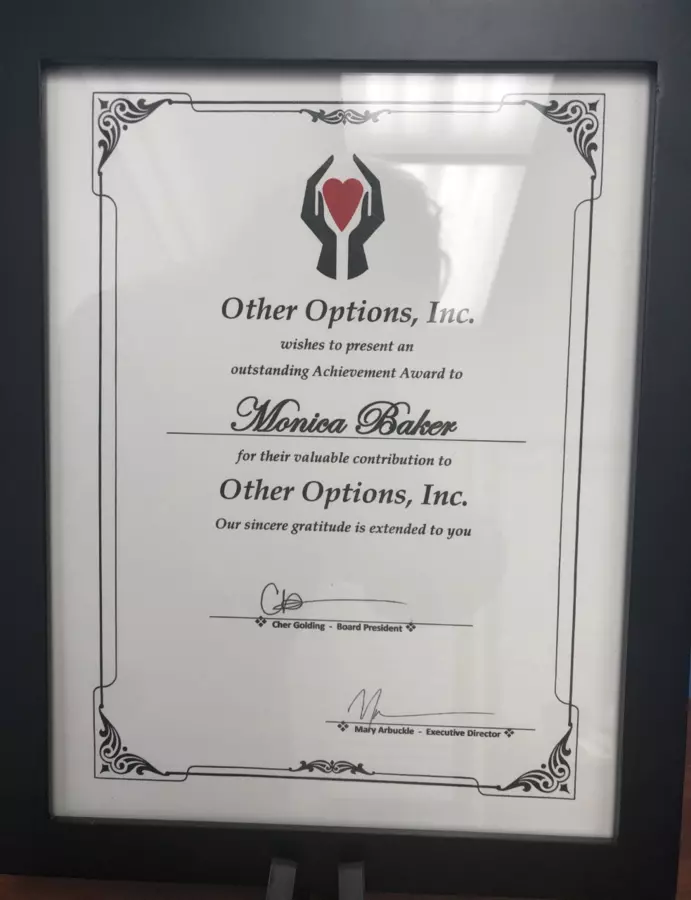 Other Options, Inc.
wishes to present an
outstanding Achievement Award to
Monica Baker
for their valuable contribution to
Other Options, Inc.
Our sincere gratitude is extended to you
Cher Golding - Board President
Mary Arbuckle - Executive Director